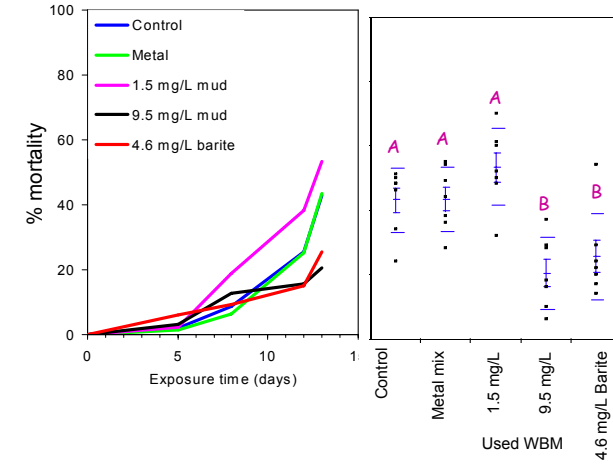 100
80
60
40
20
0
% mortality
Control
Metal
1.5 mg/L mud
9.5 mg/L mud
4.6 mg/L barite
0
5
10
Exposure time (days)
A
A
A
B
B
Control
Metal mix
1.5 mg/L
9.5 mg/L
4.6 mg/L Barite
Used WBM